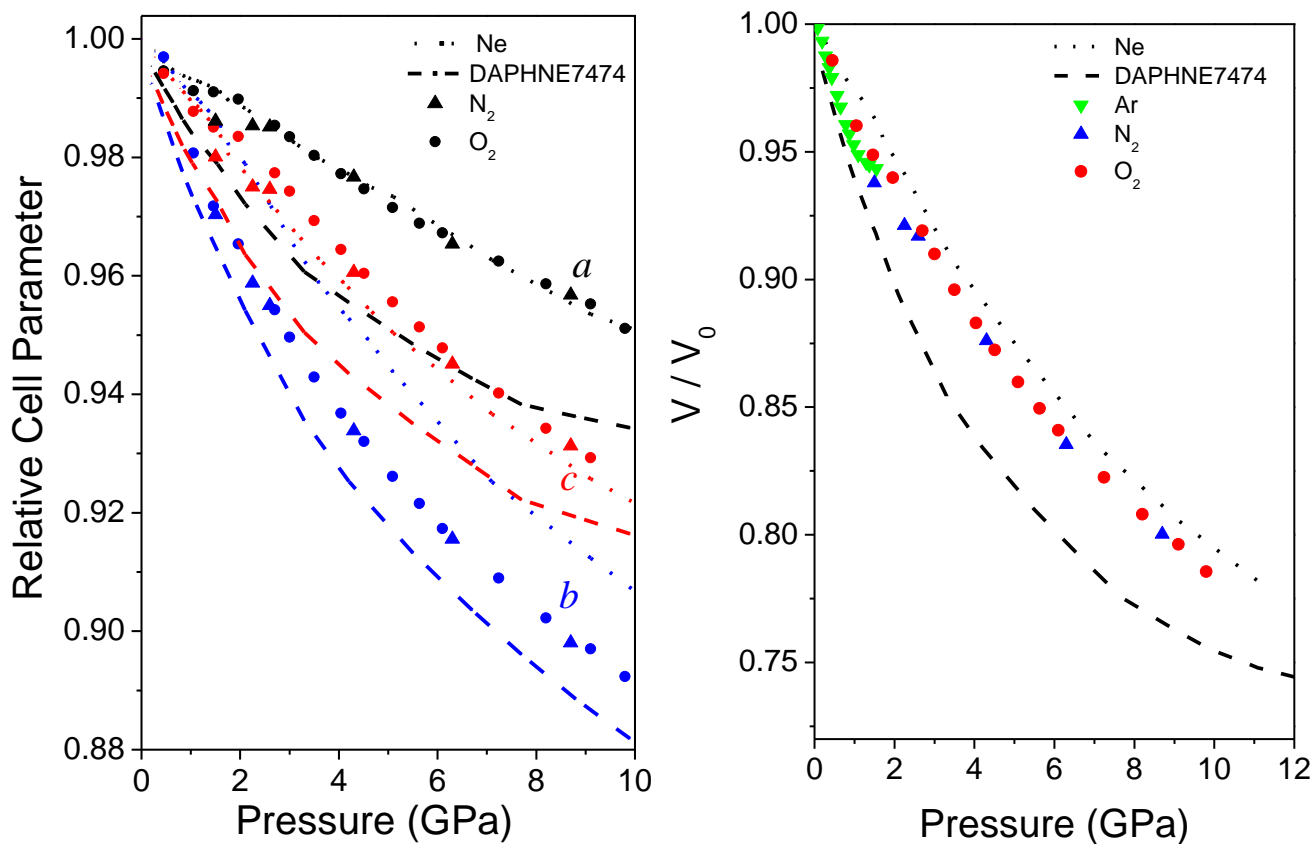 Relative Cell Parameter
1.00
0.98
0.96
0.94
0.92
0.90
0.88
Ne
DAPHNE7474
N₂
O₂
a
c
b
0 2 4 6 8 10
Pressure (GPa)
V / V₀
1.00
0.95
0.90
0.85
0.80
0.75
Ne
DAPHNE7474
Ar
N₂
O₂
0 2 4 6 8 10 12
Pressure (GPa)